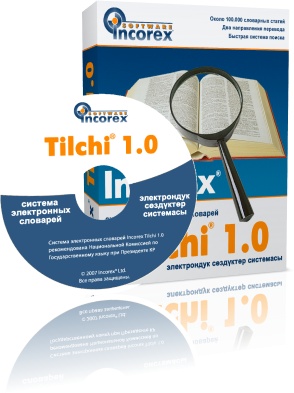 SOFTWARE
Incorex
Около 100.000 словарных статей
Два направления перевода
Быстрая система поиска
1.0
SOFTWARE
Incorex
Tilchi® 1.0
система
электронных
словарей
электрондук
сөздүктөр
системасы
Система электронных словарей Incorex Tilchi 1.0
рекомендована Национальной Комиссией по
Государственному языку при Президенте КР
© 2007 Incorex® Ltd.
Все права защищены.
электрондук сөздүктөр системасы